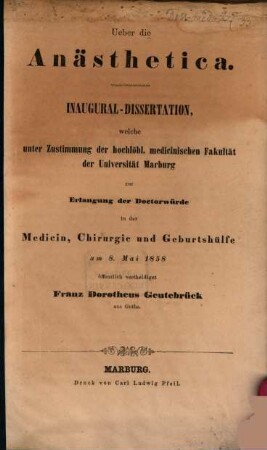 Ueber die
Anästhetica.
INAUGURAL-DISSERTATION,
welche
unter Zustimmung der hochlöbl. medicinischen Fakultät
der Universität Marburg
zur
Erlangung der Doctorwürde
in der
Medicin, Chirurgie und Geburtshülfe
am 8. Mai 1858
öffentlich vertheidiget
Franz Dorotheus Geutebrück
aus Gotha.
MARBURG.
Druck von Carl Ludwig Pfeil.